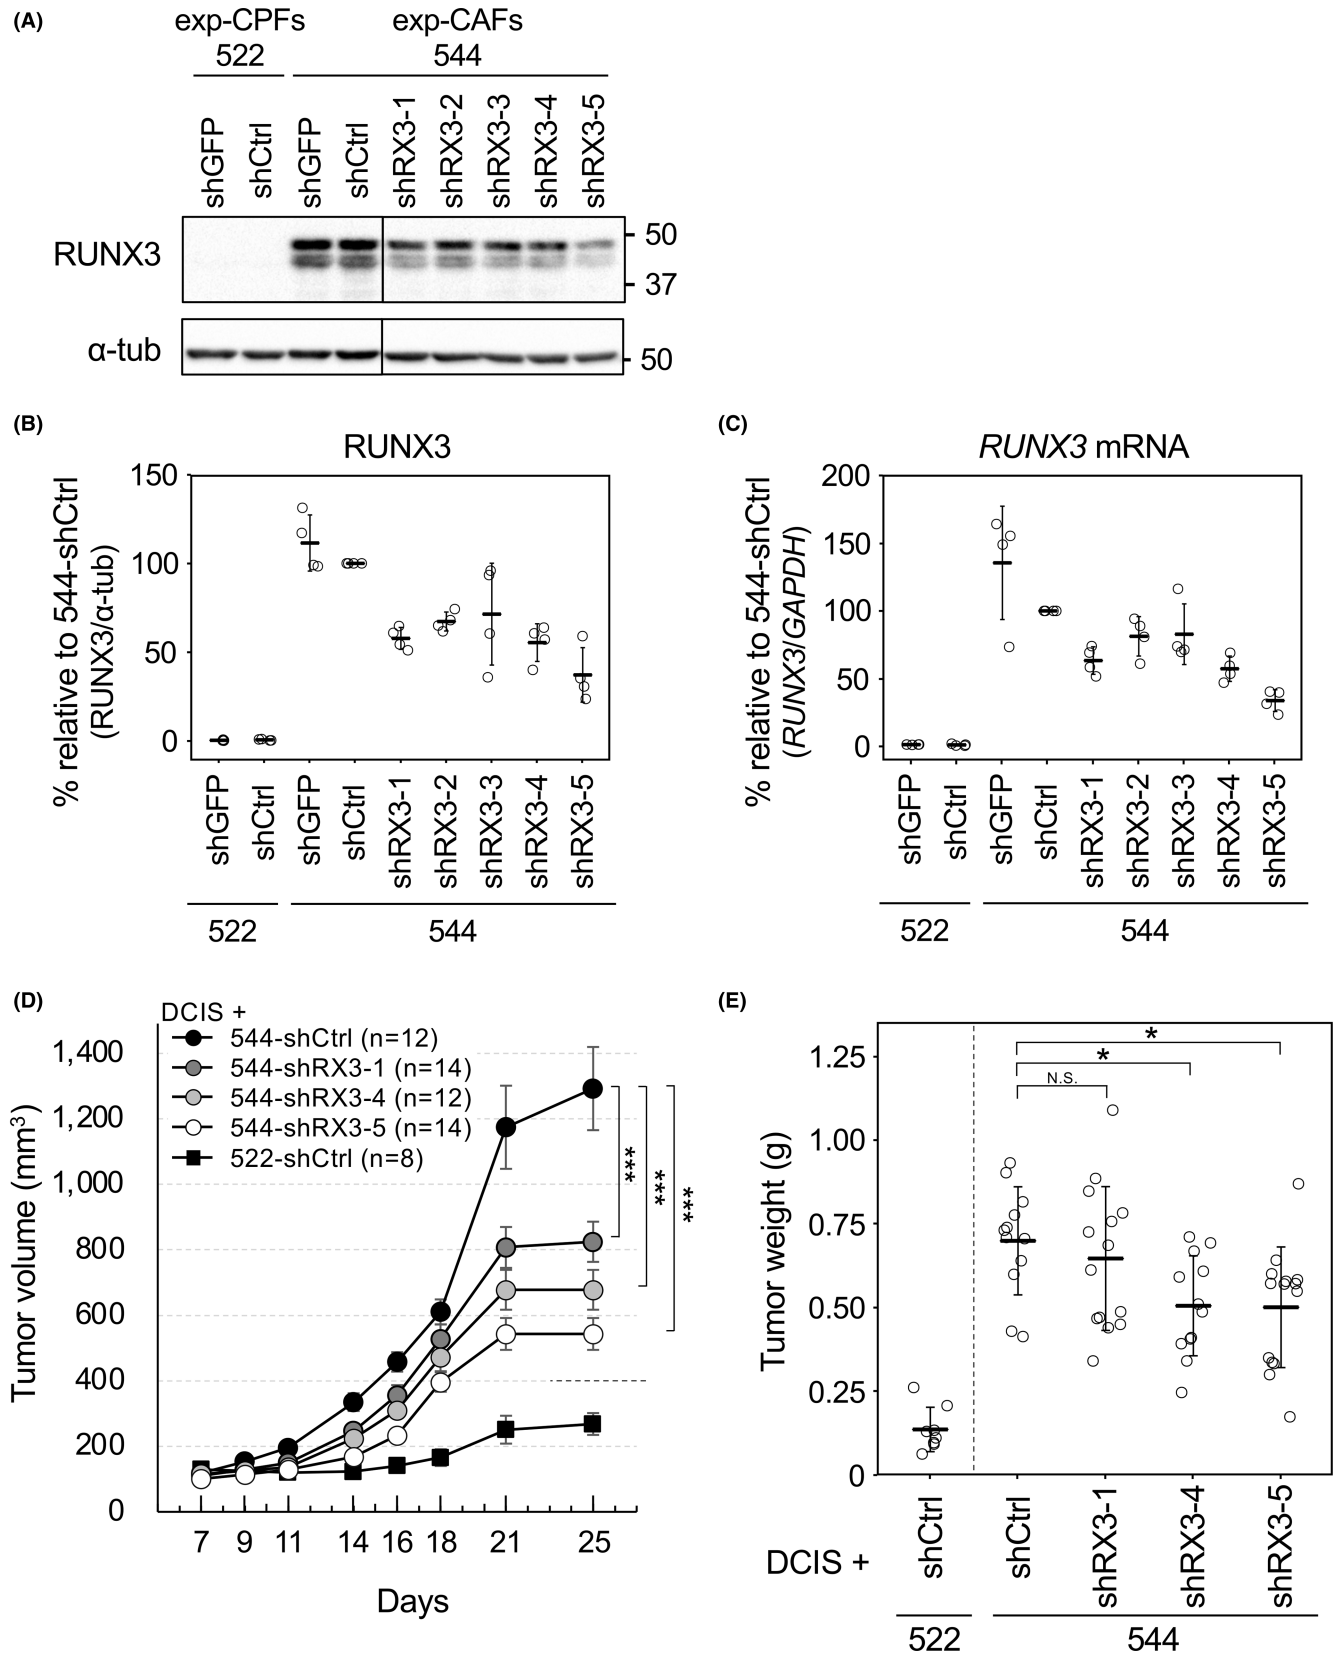 (A)
exp-CPFs
exp-CAFs
522
544
shGFP
shCtrl
shGFP
shCtrl
shRX3-1
shRX3-2
shRX3-3
shRX3-4
shRX3-5
RUNX3
50
37
α-tub
50
(B)
RUNX3
% relative to 544-shCtrl
(RUNX3/α-tub)
150
100
50
0
shGFP
shCtrl
shGFP
shCtrl
shRX3-1
shRX3-2
shRX3-3
shRX3-4
shRX3-5
522
544
(C)
RUNX3 mRNA
% relative to 544-shCtrl
(RUNX3/GAPDH)
200
150
100
50
0
shGFP
shCtrl
shGFP
shCtrl
shRX3-1
shRX3-2
shRX3-3
shRX3-4
shRX3-5
522
544
(D)
DCIS +
544-shCtrl (n=12)
544-shRX3-1 (n=14)
544-shRX3-4 (n=12)
544-shRX3-5 (n=14)
522-shCtrl (n=8)
Tumor volume (mm³)
1,400
1,200
1,000
800
600
400
200
0
***
***
***
7 9 11 14 16 18 21 25
Days
(E)
Tumor weight (g)
1.25
1.00
0.75
0.50
0.25
0
*
*
N.S.
DCIS +
shCtrl
shCtrl
shRX3-1
shRX3-4
shRX3-5
522
544